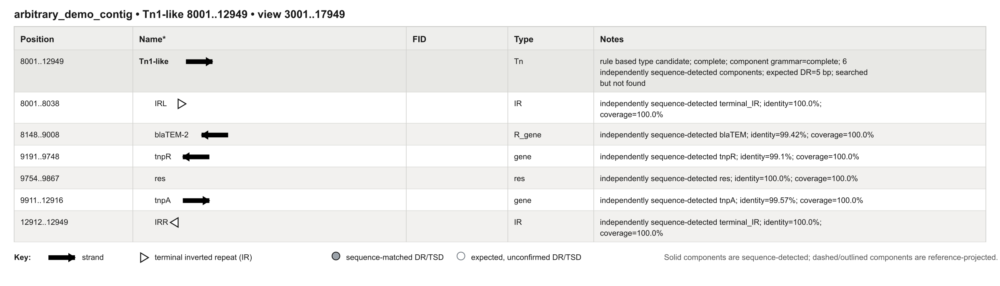 arbitrary_demo_contig • Tn1-like 8001..12949 • view 3001..17949
Position Name* FID Type Notes
8001..12949 Tn1-like Tn rule based type candidate; complete; component grammar=complete; 6
independently sequence-detected components; expected DR=5 bp; searched
but not found
8001..8038 IRL IR independently sequence-detected terminal_IR; identity=100.0%;
coverage=100.0%
8148..9008 blaTEM-2 R_gene independently sequence-detected blaTEM; identity=99.42%; coverage=100.0%
9191..9748 tnpR gene independently sequence-detected tnpR; identity=99.1%; coverage=100.0%
9754..9867 res res independently sequence-detected res; identity=100.0%; coverage=100.0%
9911..12916 tnpA gene independently sequence-detected tnpA; identity=99.57%; coverage=100.0%
12912..12949 IRR IR independently sequence-detected terminal_IR; identity=100.0%;
coverage=100.0%
Key: strand terminal inverted repeat (IR) sequence-matched DR/TSD expected, unconfirmed DR/TSD Solid components are sequence-detected; dashed/outlined components are reference-projected.